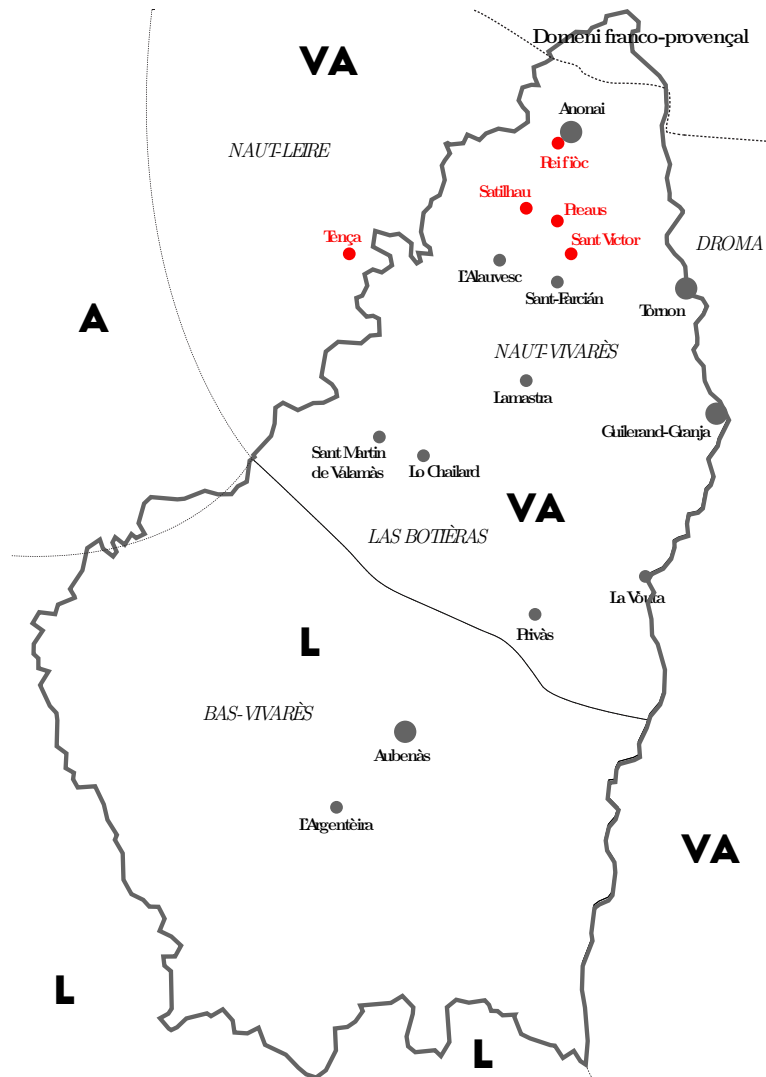 Domeni franco-provençal
VA
Anonai
NAUT-LEIRE
Reifiòc
Satilhau
Preaus
Tença
Sant Victor
DROMA
L'Alauvesc
Sant-Farcián
A
Tornon
NAUT-VIVARÈS
Lamastra
Guilerand-Granja
Sant Martin
de Valamàs
Lo Chailard
VA
LAS BOTIÈRAS
La Vouta
Privàs
L
BAS-VIVARÈS
Aubenàs
L'Argentèira
VA
L
L